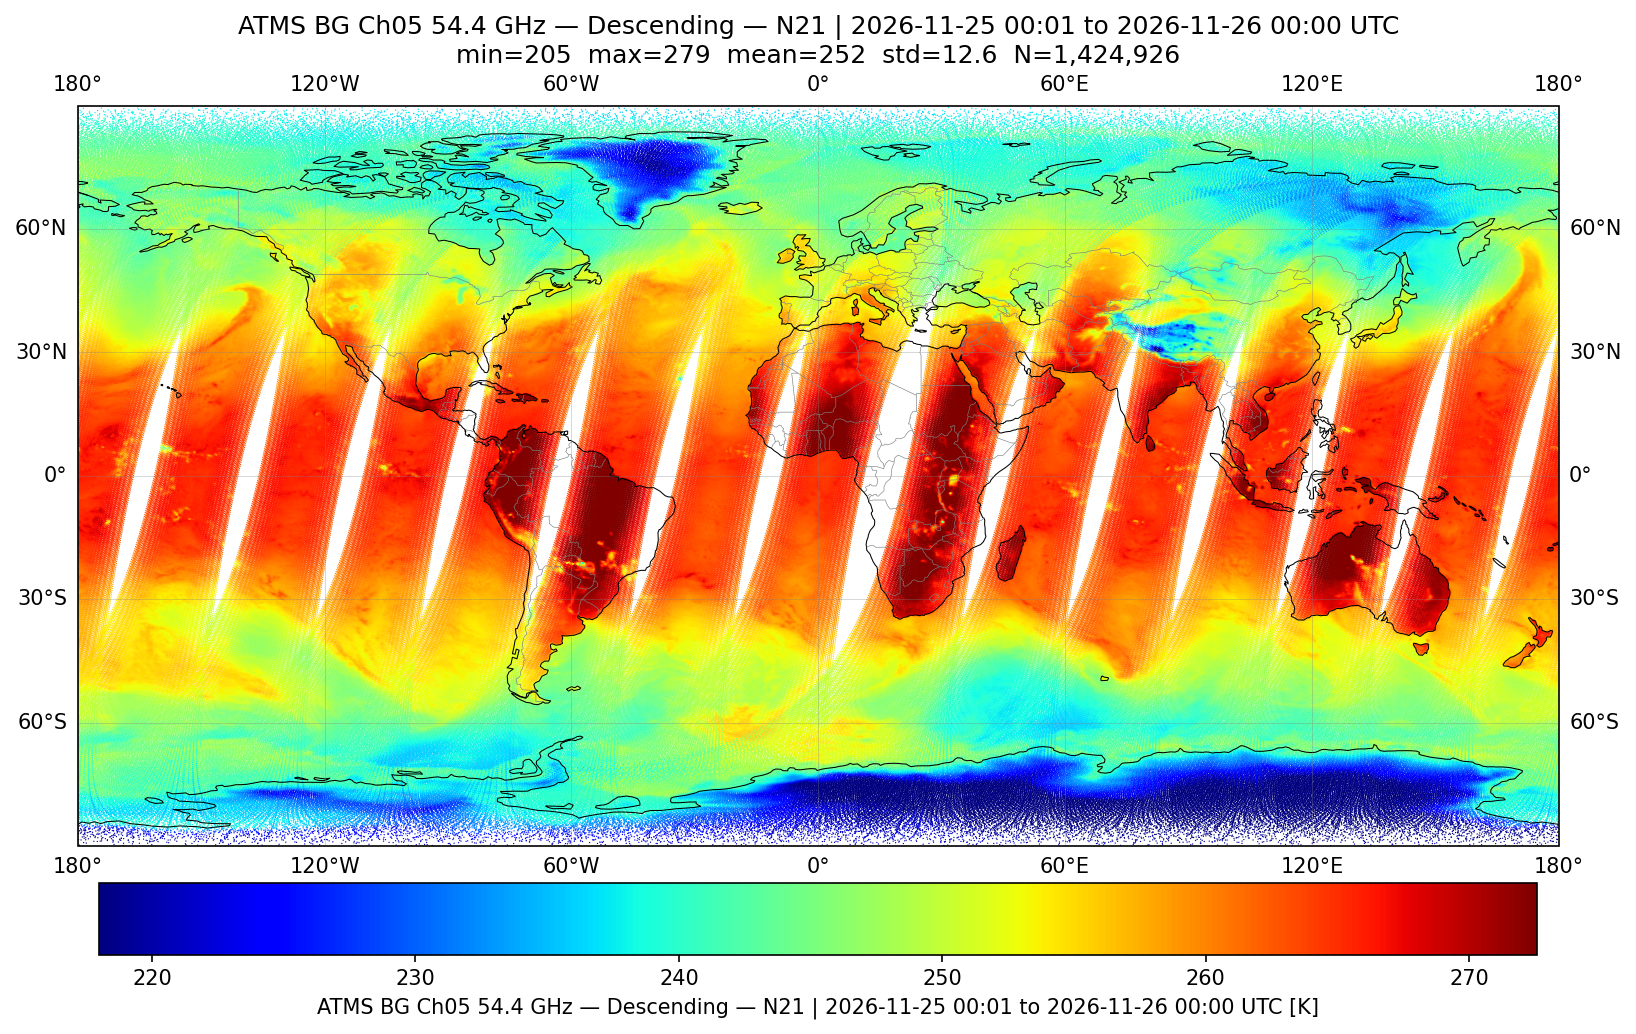 ATMS BG Ch05 54.4 GHz — Descending — N21 | 2026-11-25 00:01 to 2026-11-26 00:00 UTC
min=205 max=279 mean=252 std=12.6 N=1,424,926
180° 120°W 60°W 0° 60°E 120°E 180°
60°N 60°N
30°N 30°N
0° 0°
30°S 30°S
60°S 60°S
180° 120°W 60°W 0° 60°E 120°E 180°
220 230 240 250 260 270
ATMS BG Ch05 54.4 GHz — Descending — N21 | 2026-11-25 00:01 to 2026-11-26 00:00 UTC [K]